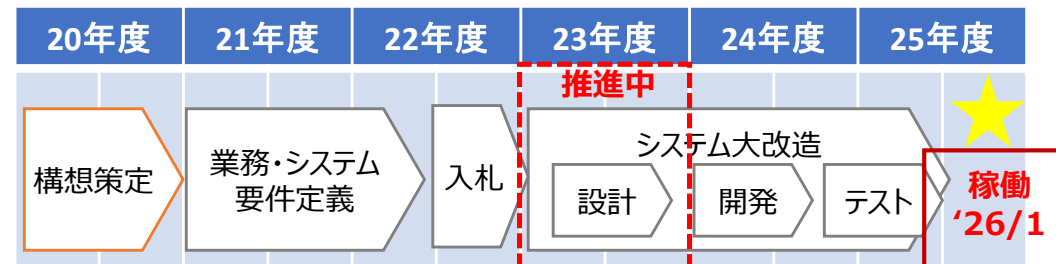 20年度 21年度 22年度 23年度 24年度 25年度
推進中
構想策定
業務・システム
要件定義
入札
システム大改造
設計
開発
テスト
稼働
‘26/1